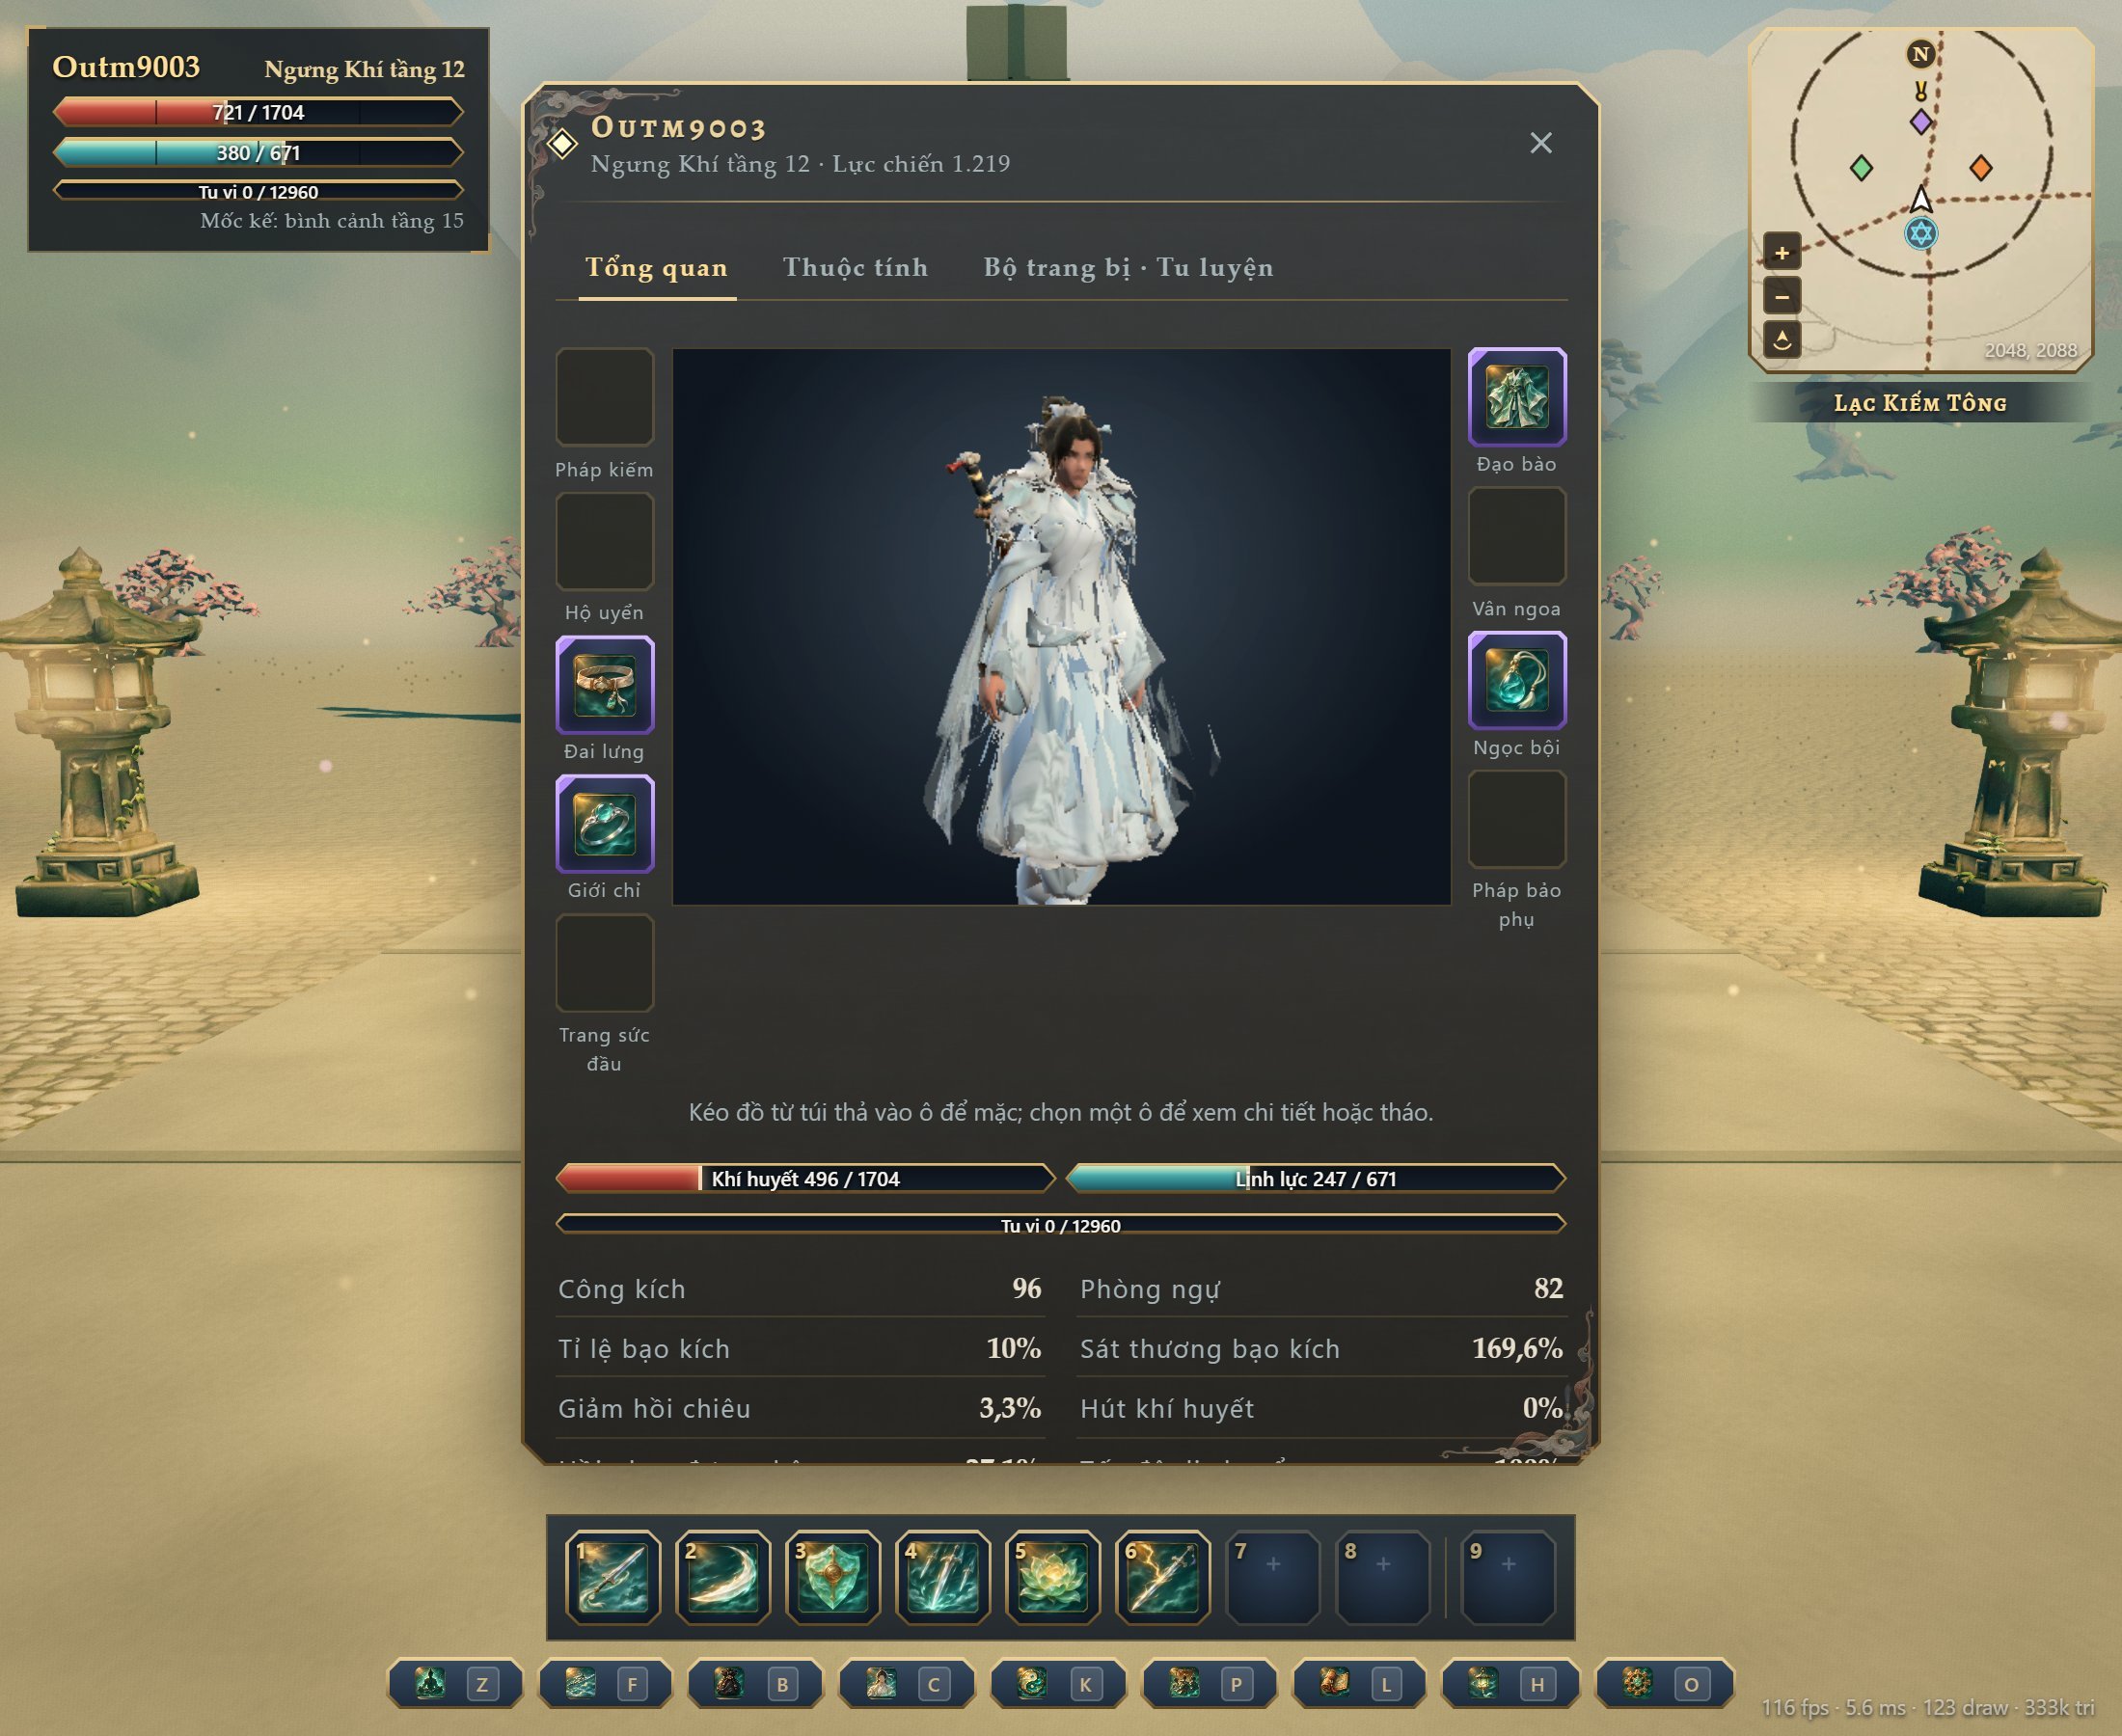 Outm9003 Ngưng Khí tầng 12
721 / 1704
380 / 671
Tu vi 0 / 12960
Mốc kế: bình cảnh tầng 15
Outm9003
Ngưng Khí tầng 12 · Lực chiến 1.219
Tổng quan Thuộc tính Bộ trang bị · Tu luyện
Pháp kiếm
Hộ uyển
Đai lưng
Giới chỉ
Trang sức
đầu
Đạo bào
Vân ngoa
Ngọc bội
Pháp bảo
phụ
Kéo đồ từ túi thả vào ô để mặc; chọn một ô để xem chi tiết hoặc tháo.
Khí huyết 496 / 1704 Linh lực 247 / 671
Tu vi 0 / 12960
Công kích 96 Phòng ngự 82
Tỉ lệ bạo kích 10% Sát thương bạo kích 169,6%
Giảm hồi chiêu 3,3% Hút khí huyết 0%
N
+
−
2048, 2088
Lạc Kiếm Tông
1 2 3 4 5 6 7 + 8 + 9 +
Z F B C K P L H O
116 fps · 5.6 ms · 123 draw · 333k tri